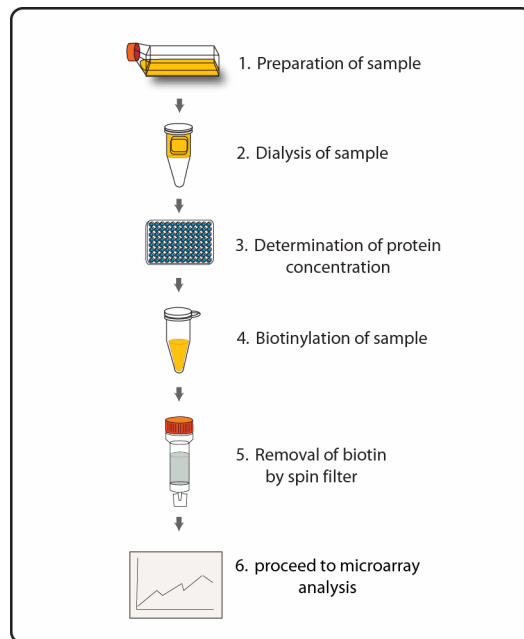 1. Preparation of sample
2. Dialysis of sample
3. Determination of protein
concentration
4. Biotinylation of sample
5. Removal of biotin
by spin filter
6. proceed to microarray
analysis